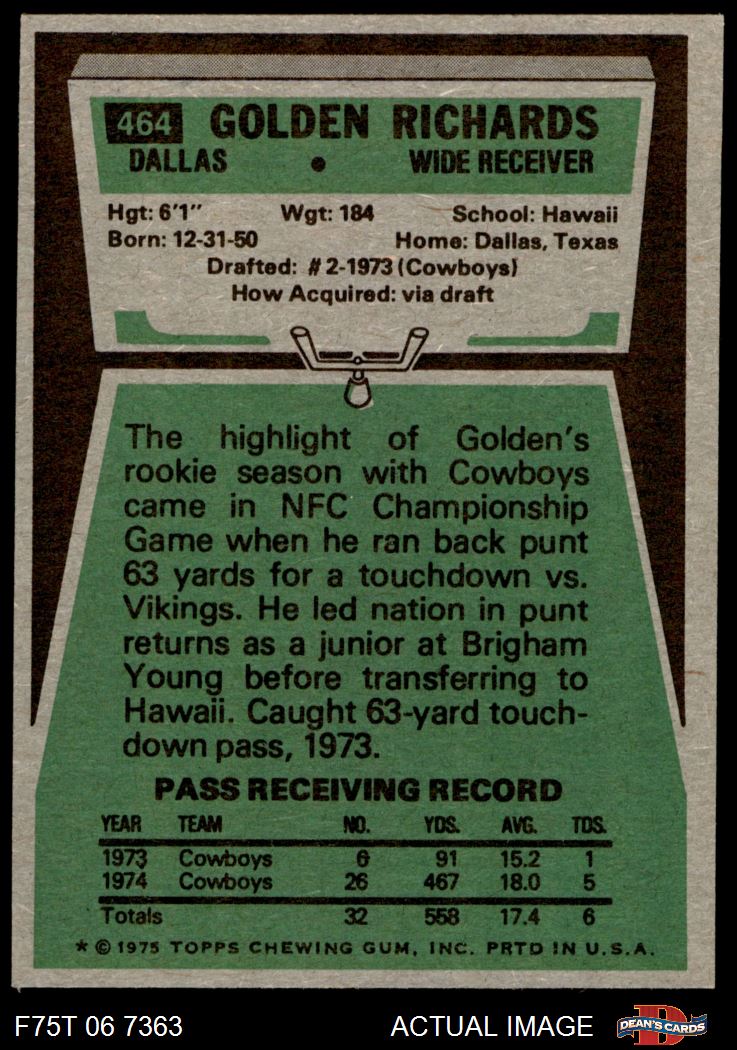 464 GOLDEN RICHARDS
DALLAS • WIDE RECEIVER
Hgt: 6'1" Wgt: 184 School: Hawaii
Born: 12-31-50 Home: Dallas, Texas
Drafted: #2-1973 (Cowboys)
How Acquired: via draft
The highlight of Golden's
rookie season with Cowboys
came in NFC Championship
Game when he ran back punt
63 yards for a touchdown vs.
Vikings. He led nation in punt
returns as a junior at Brigham
Young before transferring to
Hawaii. Caught 63-yard touch-
down pass, 1973.
PASS RECEIVING RECORD
YEAR TEAM NO. YDS. AVG. TDS.
1973 Cowboys 6 91 15.2 1
1974 Cowboys 26 467 18.0 5
Totals 32 558 17.4 6
* © 1975 TOPPS CHEWING GUM, INC. PRTD IN U.S.A.
F75T 06 7363 ACTUAL IMAGE D DEAN'S CARDS